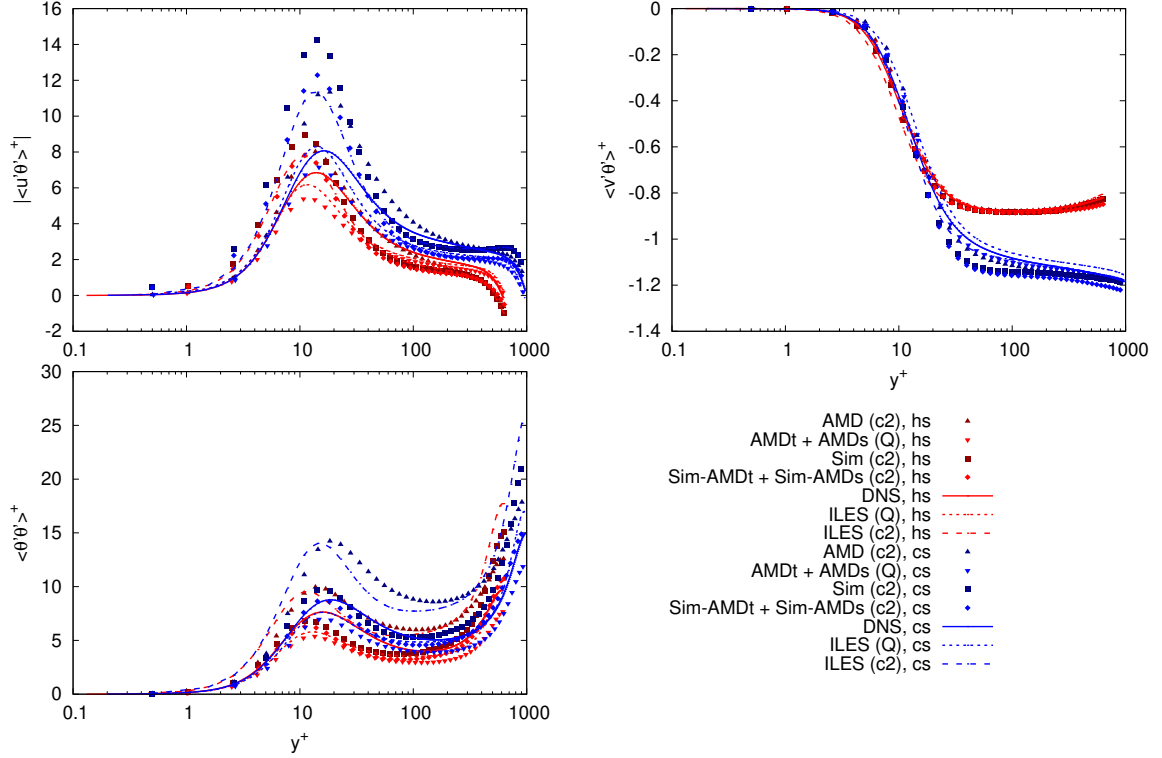 16
14
12
10
8
6
4
2
0
-2
|<u'θ'>⁺|
0.1 1 10 100 1000
0
-0.2
-0.4
-0.6
-0.8
-1
-1.2
-1.4
<v'θ'>⁺
0.1 1 10 100 1000
y⁺
30
25
20
15
10
5
0
<θ'θ'>⁺
0.1 1 10 100 1000
y⁺
AMD (c2), hs
AMDt + AMDs (Q), hs
Sim (c2), hs
Sim-AMDt + Sim-AMDs (c2), hs
DNS, hs
ILES (Q), hs
ILES (c2), hs
AMD (c2), cs
AMDt + AMDs (Q), cs
Sim (c2), cs
Sim-AMDt + Sim-AMDs (c2), cs
DNS, cs
ILES (Q), cs
ILES (c2), cs